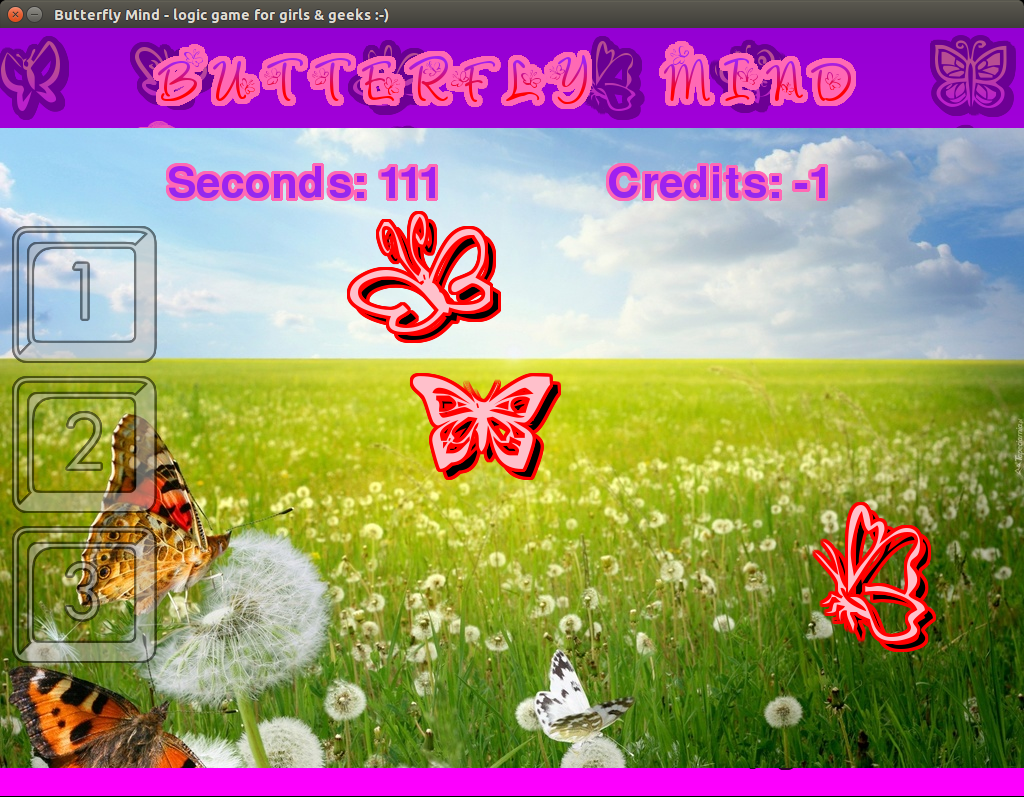 Butterfly Mind - logic game for girls & geeks :-)
BUTTERFLY MIND
Seconds: 111 Credits: -1
1
2
3